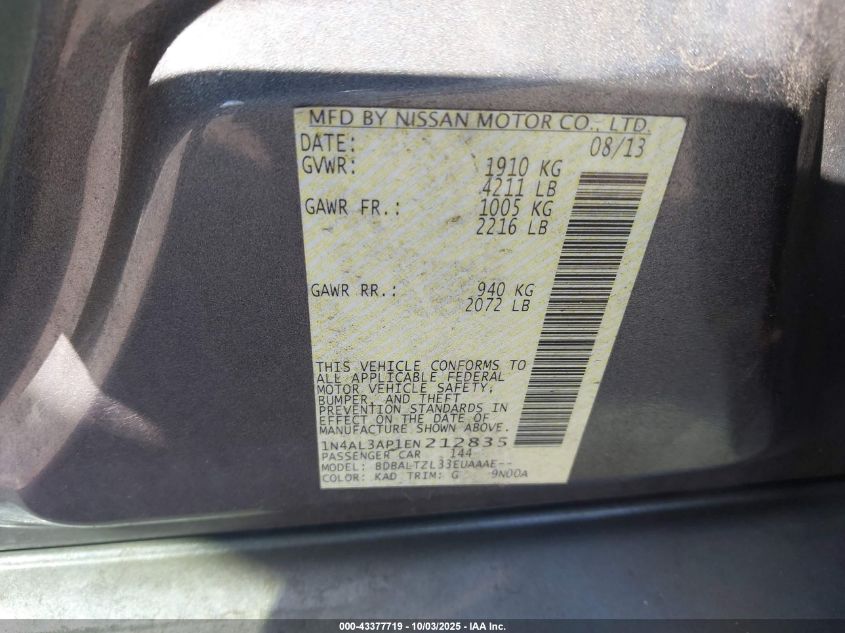 MFD BY NISSAN MOTOR CO., LTD.
DATE: 08/13
GVWR: 1910 KG
4211 LB
GAWR FR.: 1005 KG
2216 LB
GAWR RR.: 940 KG
2072 LB
THIS VEHICLE CONFORMS TO
ALL APPLICABLE FEDERAL
MOTOR VEHICLE SAFETY,
BUMPER, AND THEFT
PREVENTION STANDARDS IN
EFFECT ON THE DATE OF
MANUFACTURE SHOWN ABOVE.
1N4AL3AP1EN212835
PASSENGER CAR 144
MODEL: BDBALTZL33EUAAAE--
COLOR: KAD TRIM: G 9N00A
000-43377719 - 10/03/2025 - IAA Inc.